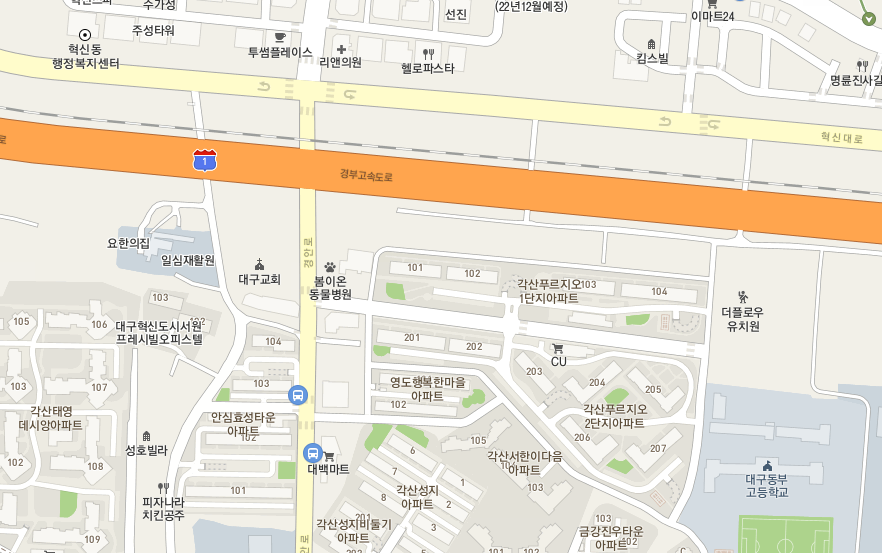 주가성
선진
(22년12월예정)
이마트24
주성타워
혁신동
행정복지센터
투썸플레이스
리앤의원
헬로파스타
킴스빌
명륜진사길
혁신대로
1
경부고속도로
경안로
요한의집
일심재활원
대구교회
봄이온
동물병원
101
102
각산푸르지오
1단지아파트
103
104
더플로우
유치원
103
102
대구혁신도시서원
프레시빌오피스텔
105
106
104
201
202
CU
203
204
205
103
영도행복한마을
아파트
102
103
107
각산태영
데시앙아파트
안심효성타운
아파트
102
각산푸르지오
2단지아파트
206
207
성호빌라
102
108
대백마트
6
105
각산서한이다음
아파트
103
7
101
각산성지
아파트
2
1
3
피자나라
치킨공주
대구동부
고등학교
201
각산성지비둘기
아파트
102
103
금강진우타운
아파트
102
109